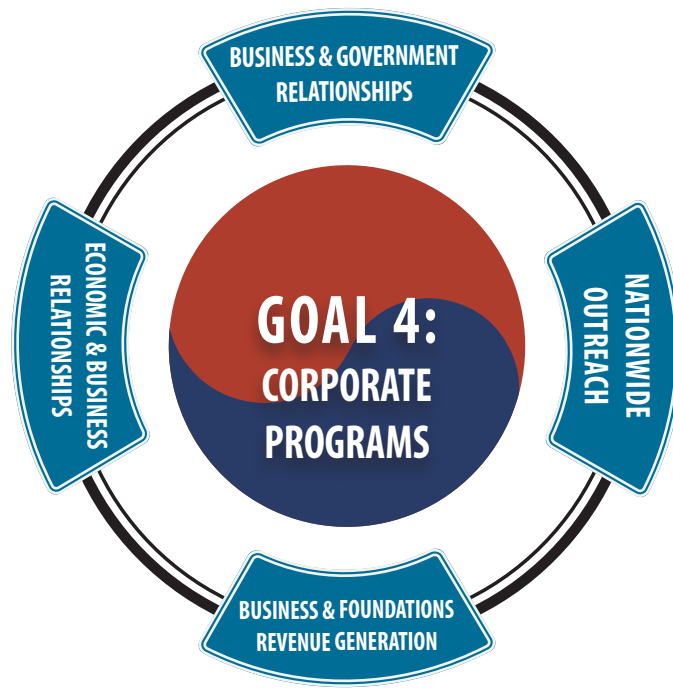 BUSINESS & GOVERNMENT
RELATIONSHIPS
ECONOMIC & BUSINESS
RELATIONSHIPS
GOAL 4:
CORPORATE
PROGRAMS
NATIONWIDE
OUTREACH
BUSINESS & FOUNDATIONS
REVENUE GENERATION